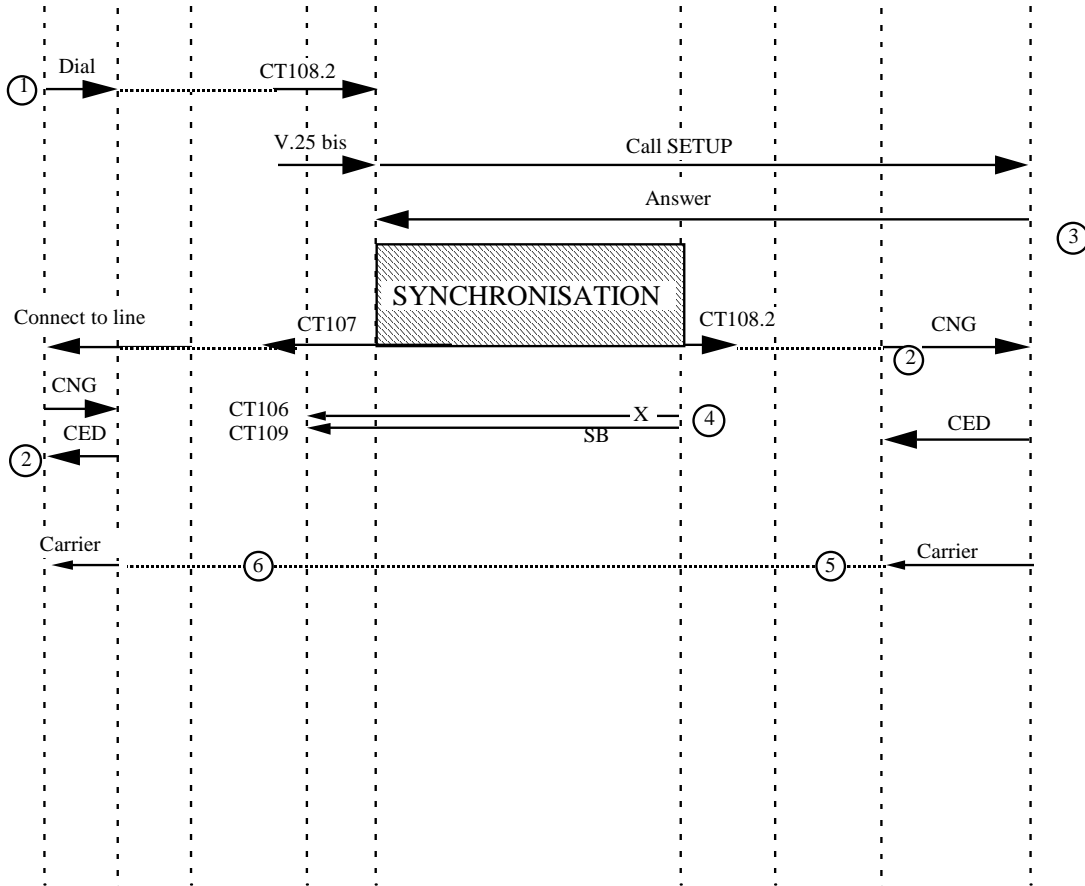 Dial
CT108.2
1
V.25 bis
Call SETUP
Answer
3
SYNCHRONISATION
Connect to line
CT107
CT108.2
CNG
2
CNG
CT106
X
4
CT109
SB
CED
2
CED
Carrier
6
5
Carrier